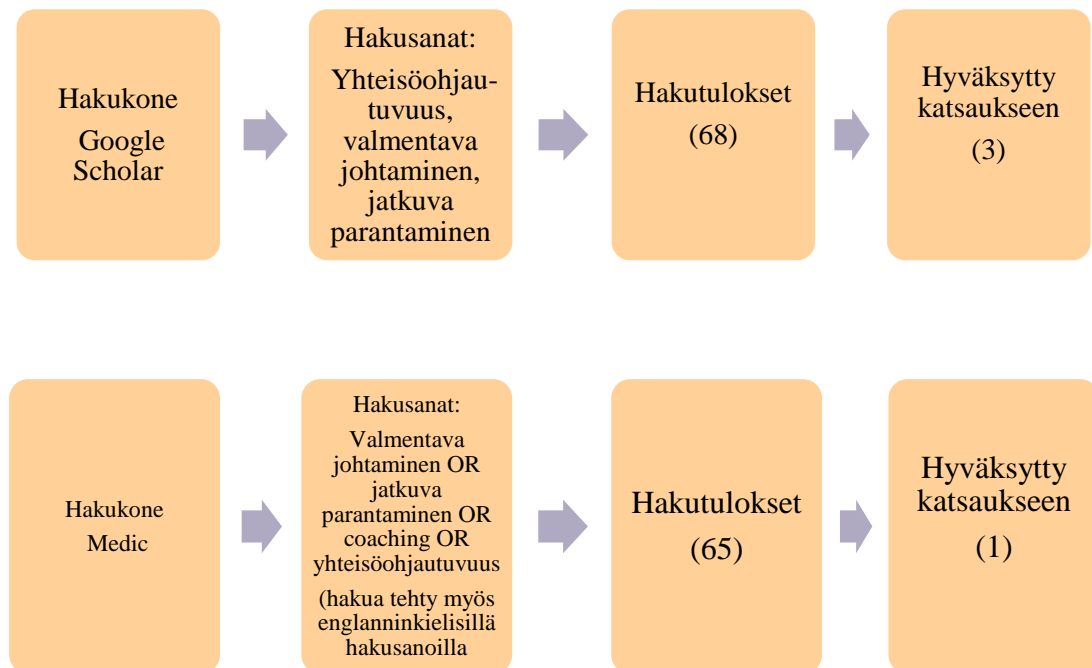 Hakukone
Google
Scholar
Hakusanat:
Yhteisöohjau-
tuvuus,
valmentava
johtaminen,
jatkuva
parantaminen
Hakutulokset
(68)
Hyväksytty
katsaukseen
(3)
Hakukone
Medic
Hakusanat:
Valmentava
johtaminen OR
jatkuva
parantaminen OR
coaching OR
yhteisöohjautuvuus
(hakua tehty myös
englanninkielisillä
hakusanoilla
Hakutulokset
(65)
Hyväksytty
katsaukseen
(1)